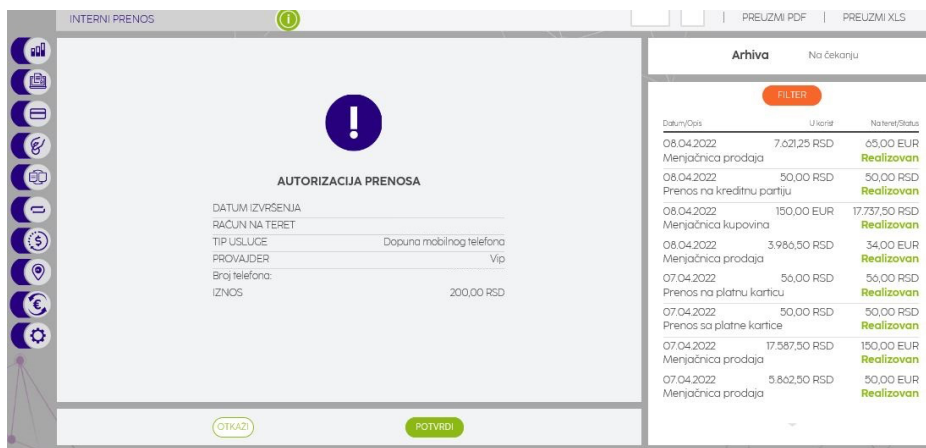 INTERNI PRENOS
PREUZMI PDF | PREUZMI XLS
AUTORIZACIJA PRENOSA
DATUM IZVRŠENJA
RAČUN NA TERET
TIP USLUGE Dopuna mobilnog telefona
PROVAJDER Vip
Broj telefona:
IZNOS 200,00 RSD
OTKAŽI POTVRDI
Arhiva Na čekanju
FILTER
Datum/Opis U korist Na teret/Status
08.04.2022 7.621,25 RSD 65,00 EUR
Menjačnica prodaja Realizovan
08.04.2022 50,00 RSD 50,00 RSD
Prenos na kreditnu partiju Realizovan
08.04.2022 150,00 EUR 17.737,50 RSD
Menjačnica kupovina Realizovan
08.04.2022 3.986,50 RSD 34,00 EUR
Menjačnica prodaja Realizovan
07.04.2022 56,00 RSD 56,00 RSD
Prenos na platnu karticu Realizovan
07.04.2022 50,00 RSD 50,00 RSD
Prenos sa platne kartice Realizovan
07.04.2022 17.587,50 RSD 150,00 EUR
Menjačnica prodaja Realizovan
07.04.2022 5.862,50 RSD 50,00 EUR
Menjačnica prodaja Realizovan